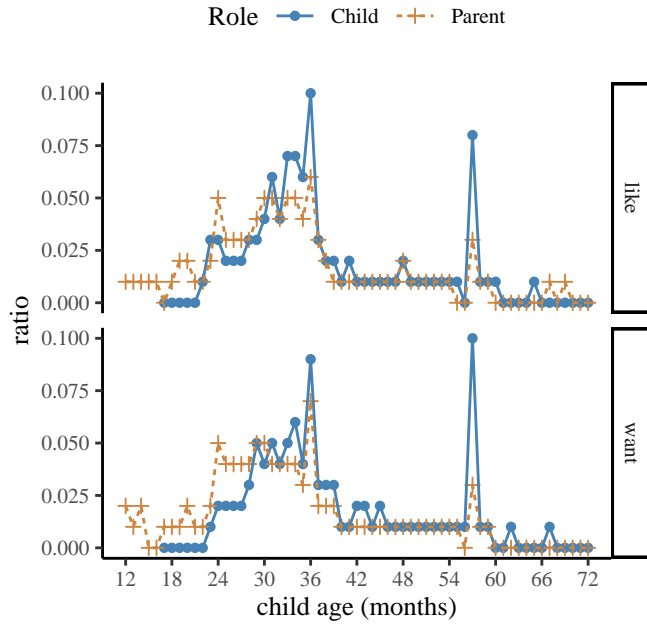 Role Child Parent
0.100
0.075
0.050
0.025
0.000
like
ratio
0.100
0.075
0.050
0.025
0.000
want
12 18 24 30 36 42 48 54 60 66 72
child age (months)